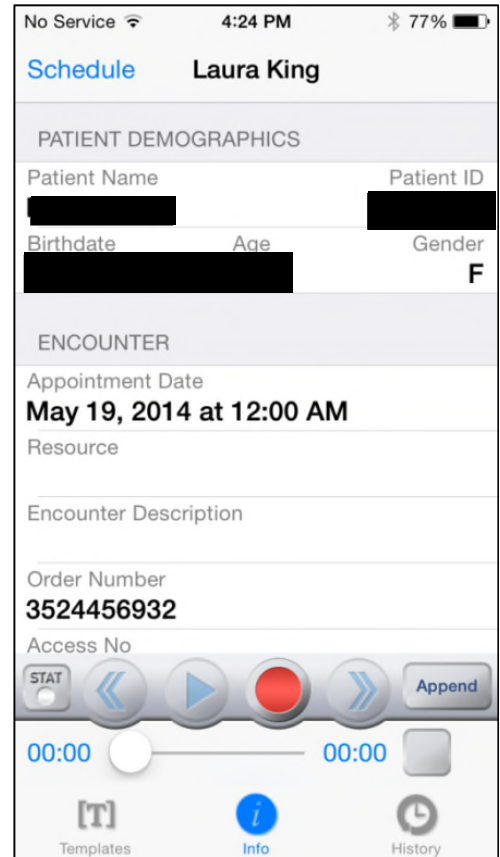 No Service 4:24 PM 77%
Schedule Laura King
PATIENT DEMOGRAPHICS
Patient Name Patient ID
Birthdate Age Gender
F
ENCOUNTER
Appointment Date
May 19, 2014 at 12:00 AM
Resource
Encounter Description
Order Number
3524456932
Access No
STAT Append
00:00 00:00
[T] i
Templates Info History